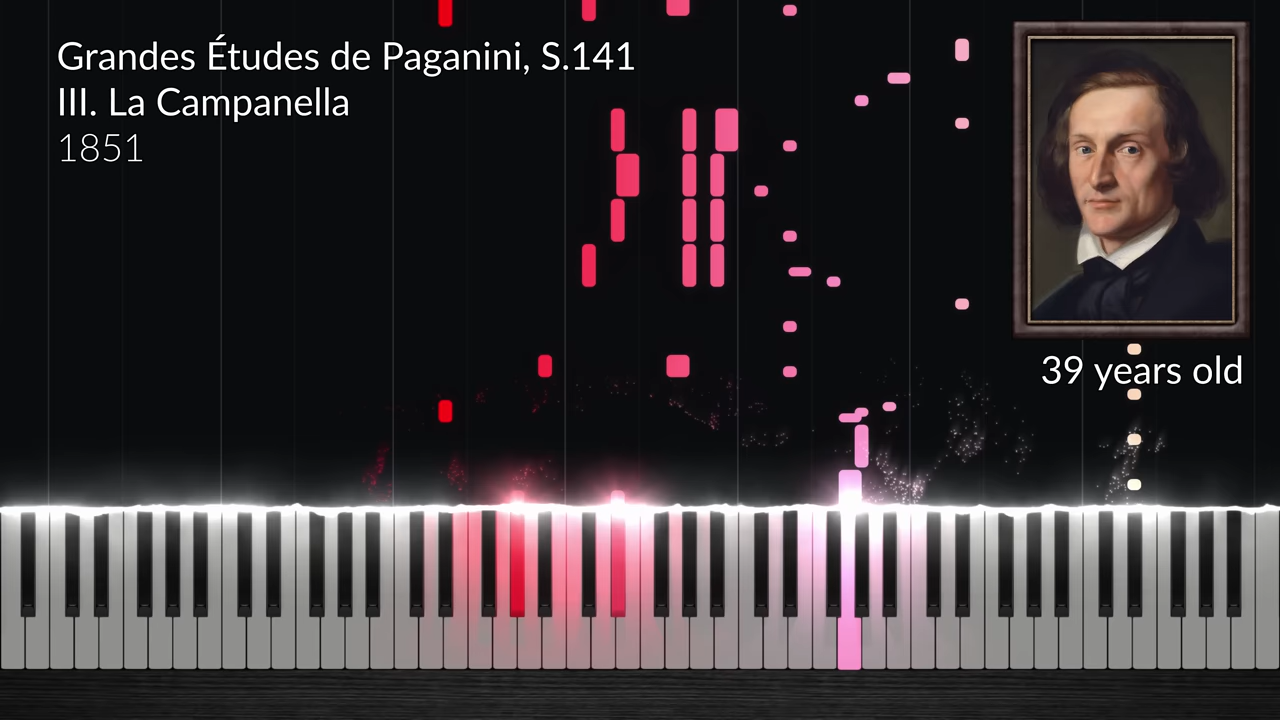 Grandes Études de Paganini, S.141
III. La Campanella
1851
39 years old